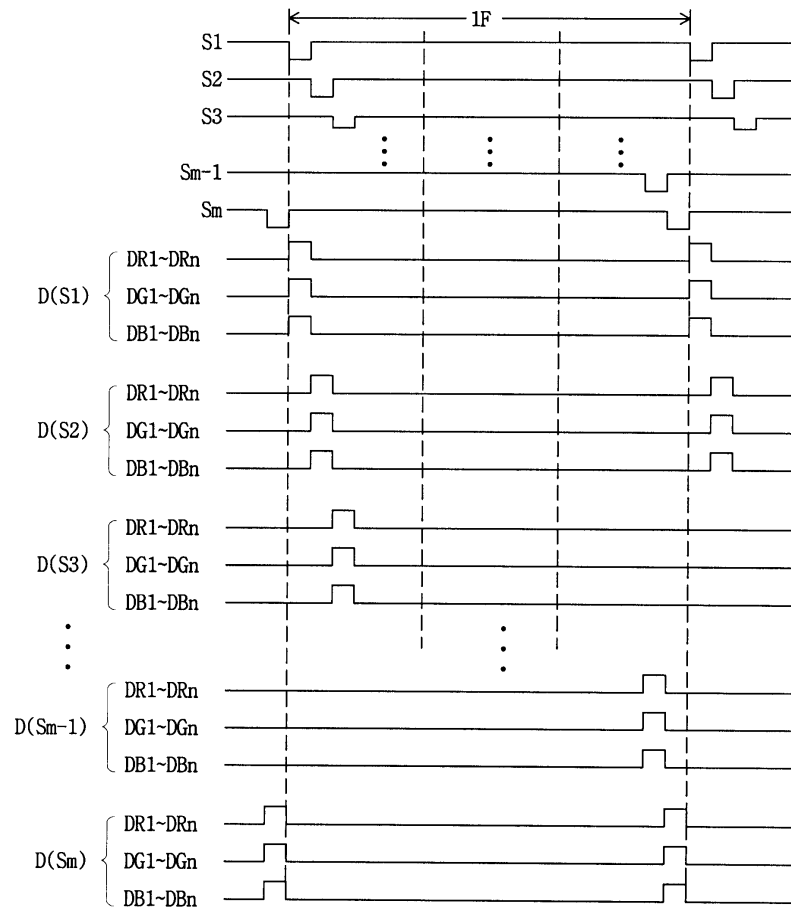 1F
S1
S2
S3
Sm-1
Sm
D(S1)
DR1~DRn
DG1~DGn
DB1~DBn
D(S2)
DR1~DRn
DG1~DGn
DB1~DBn
D(S3)
DR1~DRn
DG1~DGn
DB1~DBn
D(Sm-1)
DR1~DRn
DG1~DGn
DB1~DBn
D(Sm)
DR1~DRn
DG1~DGn
DB1~DBn